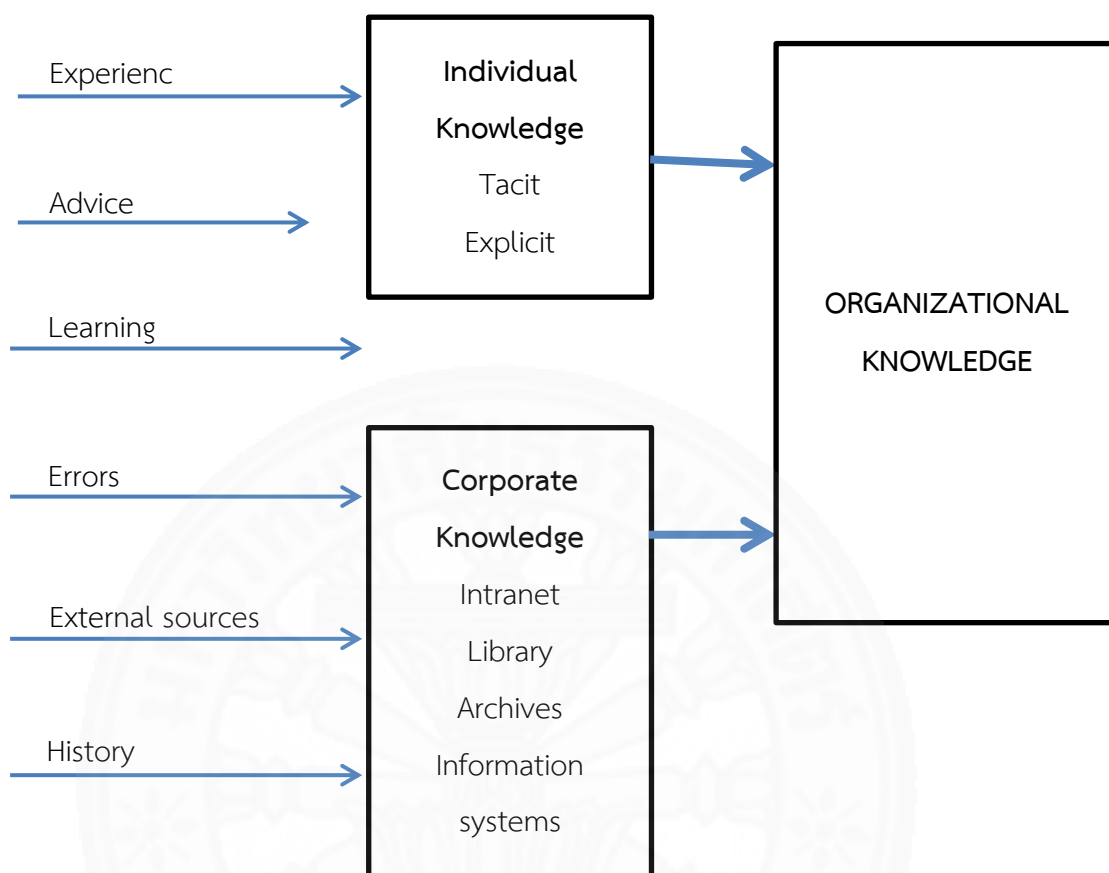 Experienc
Advice
Learning
Errors
External sources
History
Individual
Knowledge
Tacit
Explicit
Corporate
Knowledge
Intranet
Library
Archives
Information
systems
ORGANIZATIONAL
KNOWLEDGE